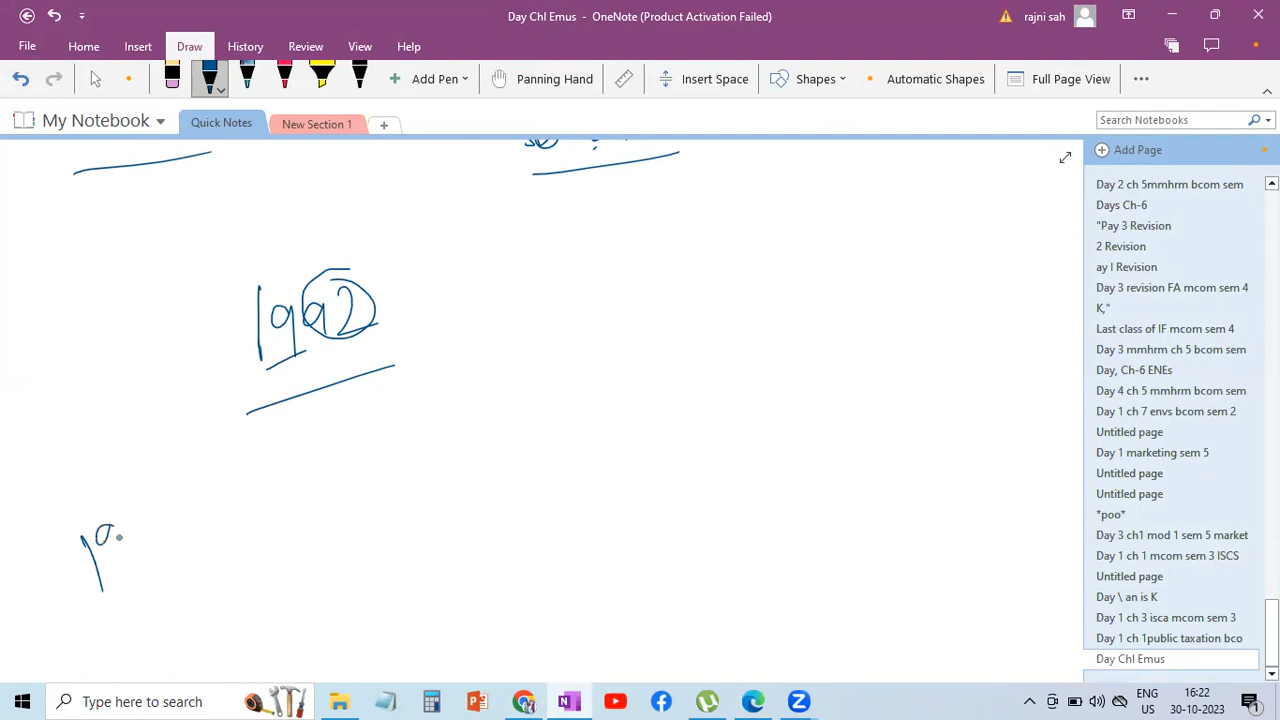 Day Chl Emus - OneNote (Product Activation Failed)
rajni sah
File Home Insert Draw History Review View Help
Add Pen
Panning Hand
Insert Space
Shapes
Automatic Shapes
Full Page View
My Notebook
Quick Notes
New Section 1
Search Notebooks
Add Page
1992
Day 2 ch 5mmhrm bcom sem
Days Ch-6
"Pay 3 Revision
2 Revision
ay l Revision
Day 3 revision FA mcom sem 4
K,"
Last class of IF mcom sem 4
Day 3 mmhrm ch 5 bcom sem
Day, Ch-6 ENEs
Day 4 ch 5 mmhrm bcom sem
Day 1 ch 7 envs bcom sem 2
Untitled page
Day 1 marketing sem 5
Untitled page
Untitled page
*poo*
Day 3 ch1 mod 1 sem 5 market
Day 1 ch 1 mcom sem 3 ISCS
Untitled page
Day \ an is K
Day 1 ch 3 isca mcom sem 3
Day 1 ch 1public taxation bco
Day Chl Emus
Type here to search
ENG
US
16:22
30-10-2023
1